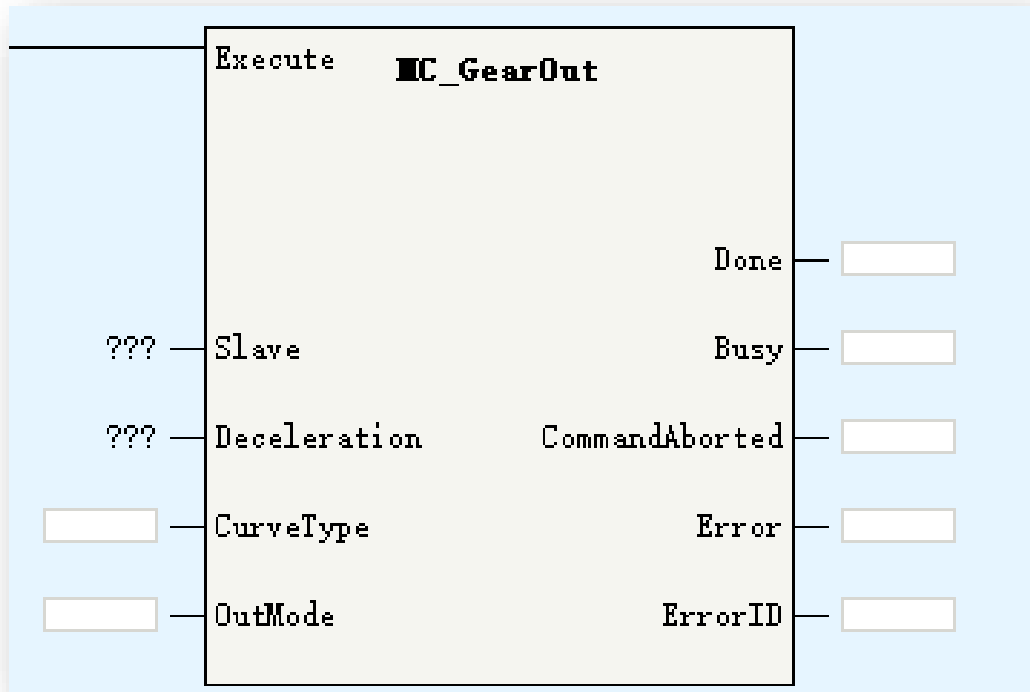 Execute
MC_GearOut
Done
??? Slave Busy
??? Deceleration CommandAborted
CurveType Error
OutMode ErrorID